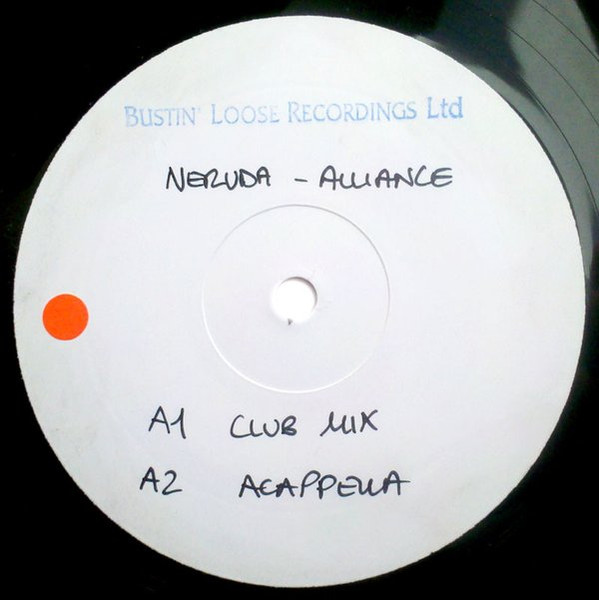 BUSTIN' LOOSE RECORDINGS Ltd
NERUDA - ALLIANCE
A1 CLUB MIX
A2 ACAPPELLA